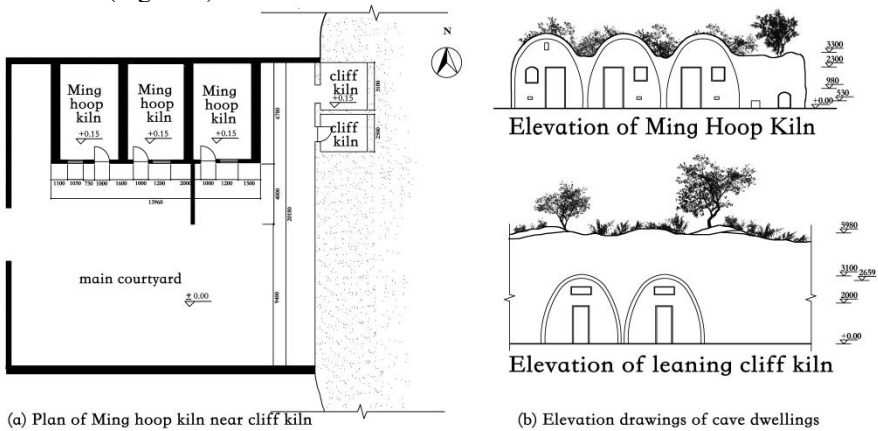 N
Ming
hoop
kiln
+0.15
Ming
hoop
kiln
+0.15
Ming
hoop
kiln
+0.15
cliff
kiln
+0.15
cliff
kiln
3100
2500
6780
4000
20180
9400
1100 1050 750 1000 1600 1000 1200 2000 1000 1200 1500
13960
main courtyard
± 0.00
(a) Plan of Ming hoop kiln near cliff kiln
3300
2300
980
530
+0.00
Elevation of Ming Hoop Kiln
5980
3100
2659
2000
+0.00
Elevation of leaning cliff kiln
(b) Elevation drawings of cave dwellings